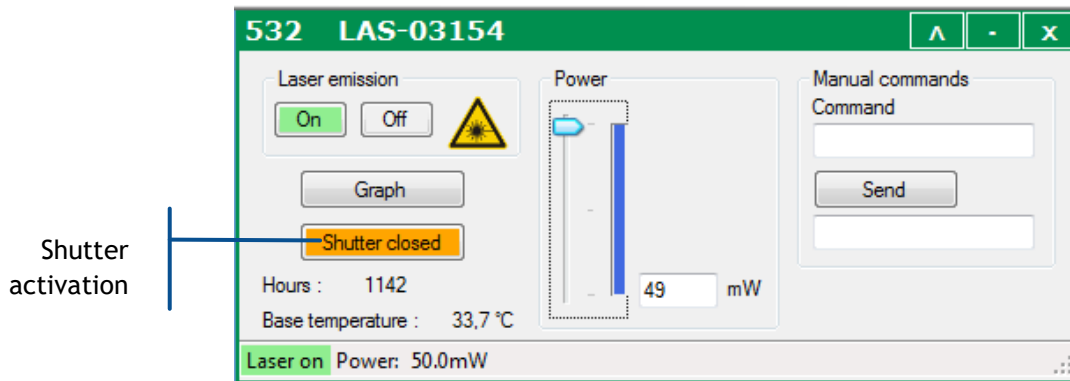 532 LAS-03154
ʌ - x
Laser emission
On Off
Graph
Shutter closed
Hours : 1142
Base temperature : 33,7 °C
Power
49 mW
Manual commands
Command
Send
Laser on Power: 50.0mW
Shutter
activation